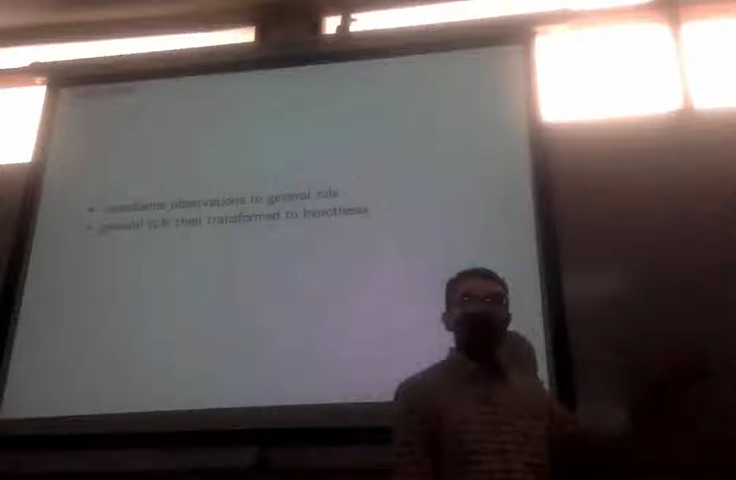 observations to general rule
general rule then transformed to hypothesis